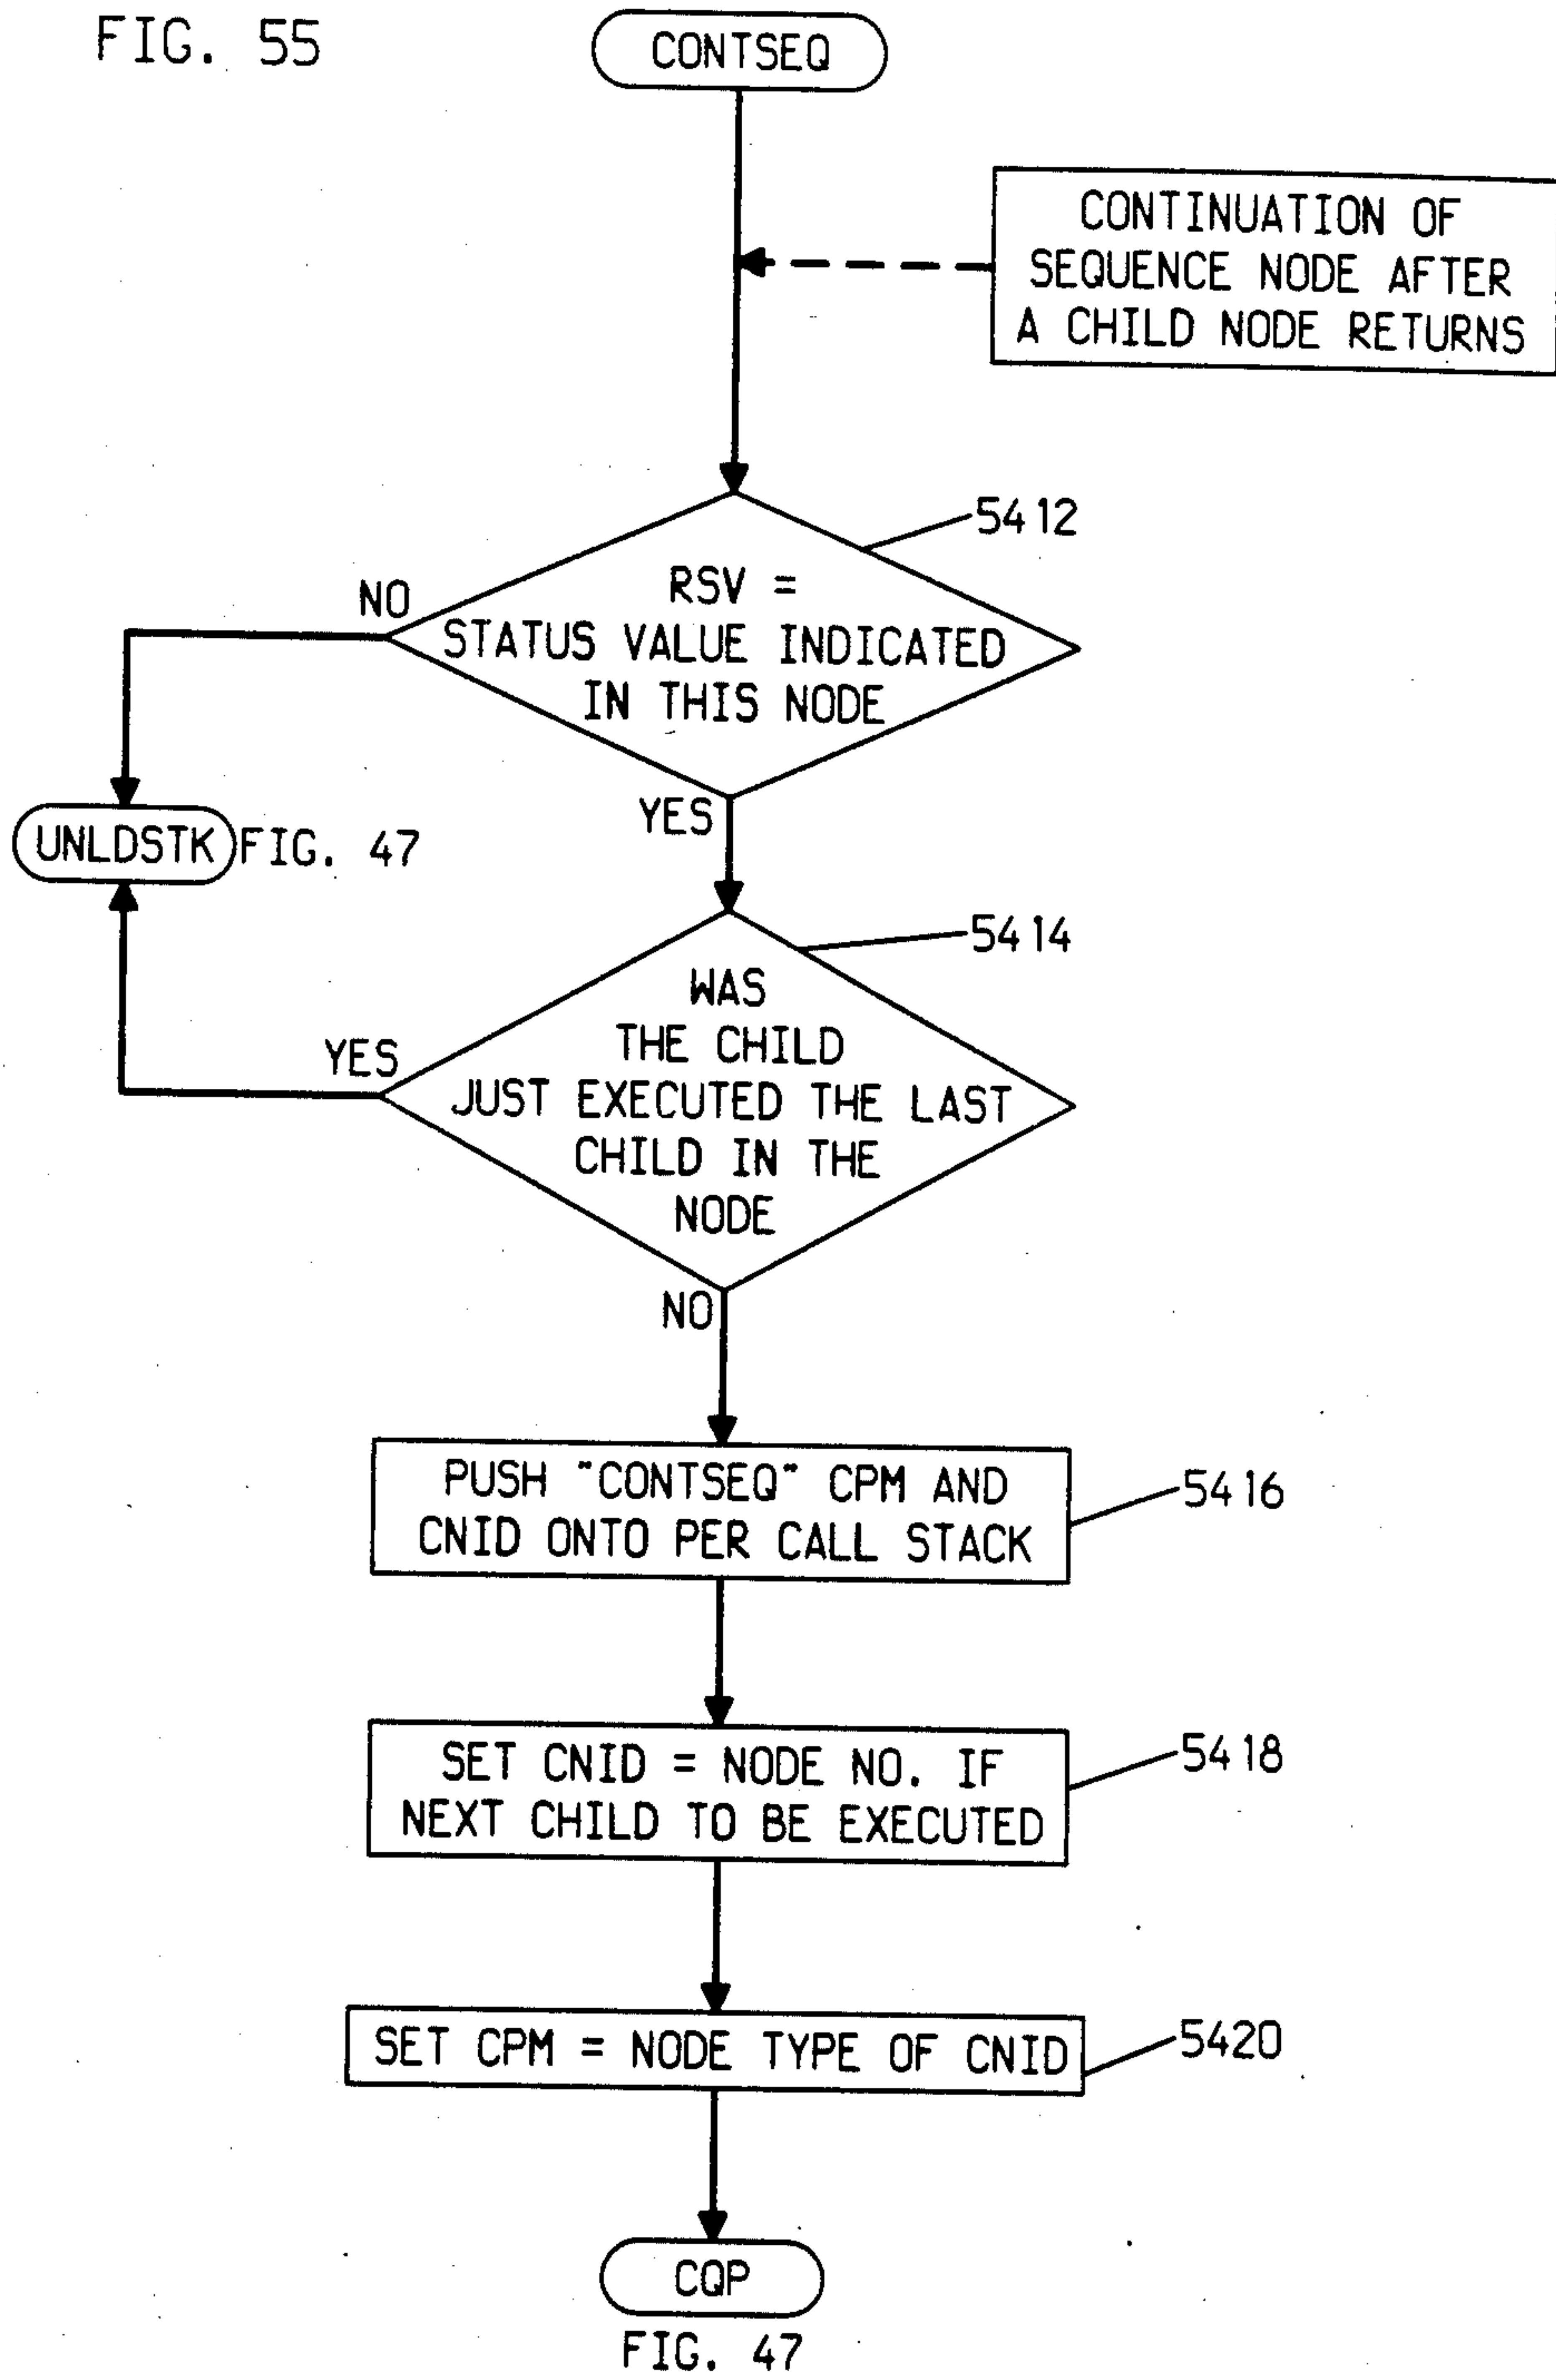 FIG. 55
CONTSEQ
CONTINUATION OF
SEQUENCE NODE AFTER
A CHILD NODE RETURNS
5412
NO
RSV =
STATUS VALUE INDICATED
IN THIS NODE
YES
UNLDSTK
FIG. 47
5414
WAS
THE CHILD
JUST EXECUTED THE LAST
CHILD IN THE
NODE
YES
NO
PUSH "CONTSEQ" CPM AND
CNID ONTO PER CALL STACK
5416
SET CNID = NODE NO. IF
NEXT CHILD TO BE EXECUTED
5418
SET CPM = NODE TYPE OF CNID
5420
CQP
FIG. 47